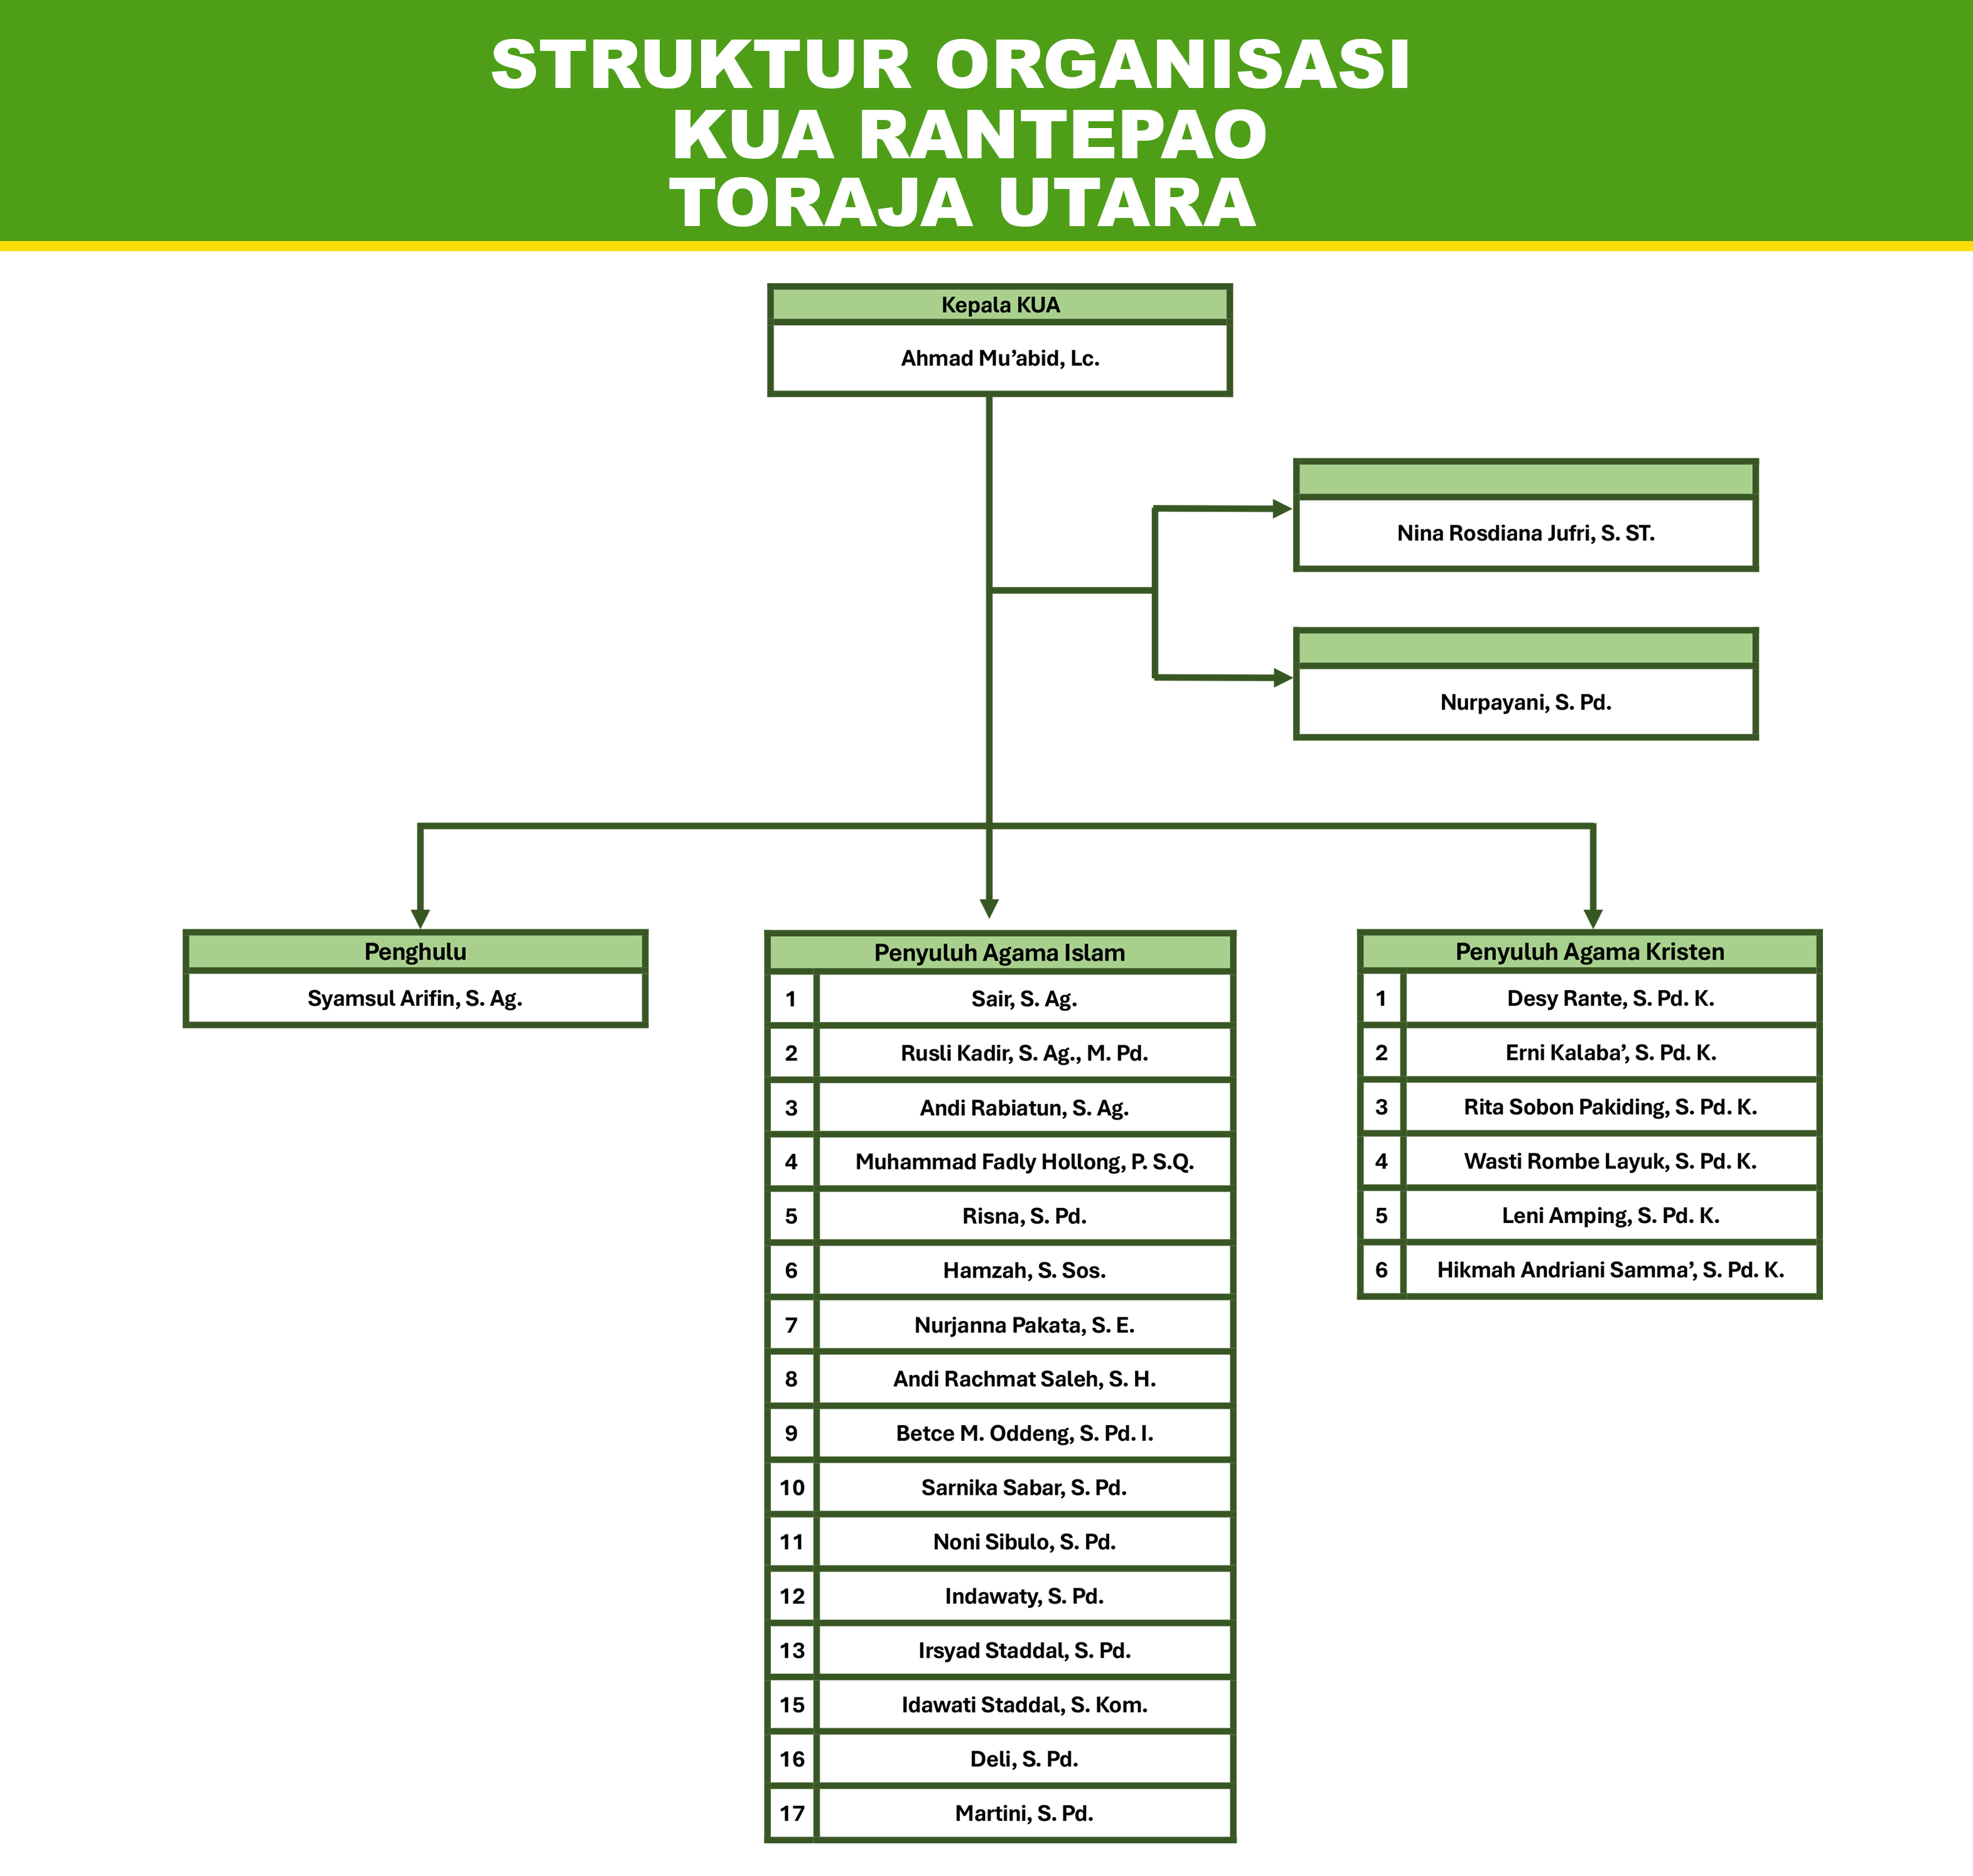 STRUKTUR ORGANISASI
KUA RANTEPAO
TORAJA UTARA
Kepala KUA
Ahmad Mu’abid, Lc.
Nina Rosdiana Jufri, S. ST.
Nurpayani, S. Pd.
Penghulu
Syamsul Arifin, S. Ag.
Penyuluh Agama Islam
1 Sair, S. Ag.
2 Rusli Kadir, S. Ag., M. Pd.
3 Andi Rabiatun, S. Ag.
4 Muhammad Fadly Hollong, P. S.Q.
5 Risna, S. Pd.
6 Hamzah, S. Sos.
7 Nurjanna Pakata, S. E.
8 Andi Rachmat Saleh, S. H.
9 Betce M. Oddeng, S. Pd. I.
10 Sarnika Sabar, S. Pd.
11 Noni Sibulo, S. Pd.
12 Indawaty, S. Pd.
13 Irsyad Staddal, S. Pd.
15 Idawati Staddal, S. Kom.
16 Deli, S. Pd.
17 Martini, S. Pd.
Penyuluh Agama Kristen
1 Desy Rante, S. Pd. K.
2 Erni Kalaba’, S. Pd. K.
3 Rita Sobon Pakiding, S. Pd. K.
4 Wasti Rombe Layuk, S. Pd. K.
5 Leni Amping, S. Pd. K.
6 Hikmah Andriani Samma’, S. Pd. K.